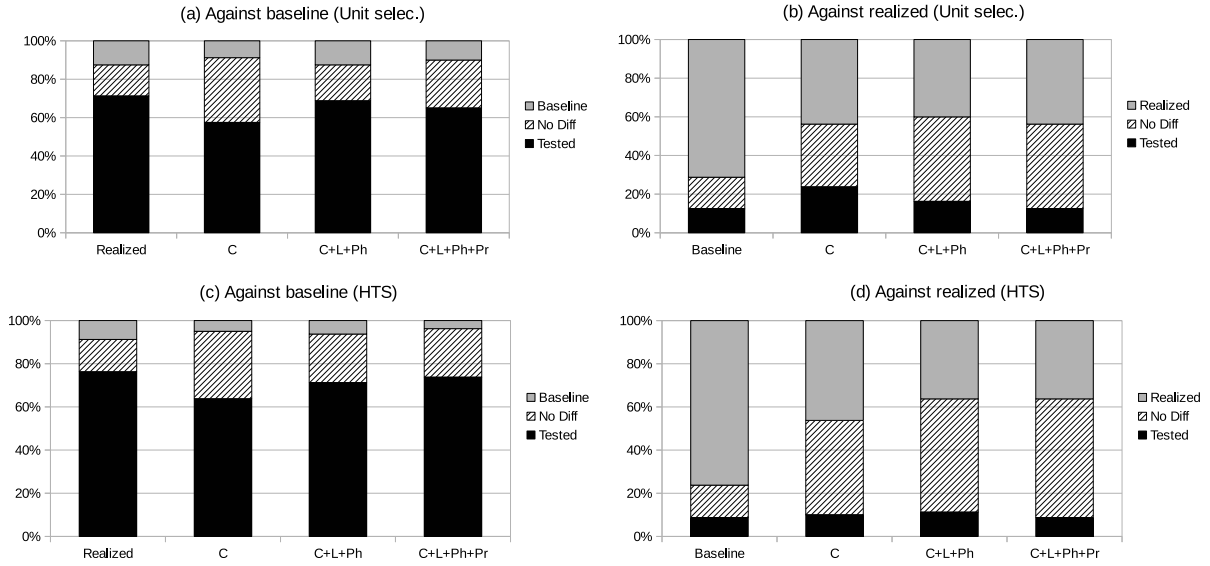 (a) Against baseline (Unit selec.)
100%
80%
60%
40%
20%
0%
Realized
C
C+L+Ph
C+L+Ph+Pr
Baseline
No Diff
Tested
(b) Against realized (Unit selec.)
100%
80%
60%
40%
20%
0%
Baseline
C
C+L+Ph
C+L+Ph+Pr
Realized
No Diff
Tested
(c) Against baseline (HTS)
100%
80%
60%
40%
20%
0%
Realized
C
C+L+Ph
C+L+Ph+Pr
Baseline
No Diff
Tested
(d) Against realized (HTS)
100%
80%
60%
40%
20%
0%
Baseline
C
C+L+Ph
C+L+Ph+Pr
Realized
No Diff
Tested